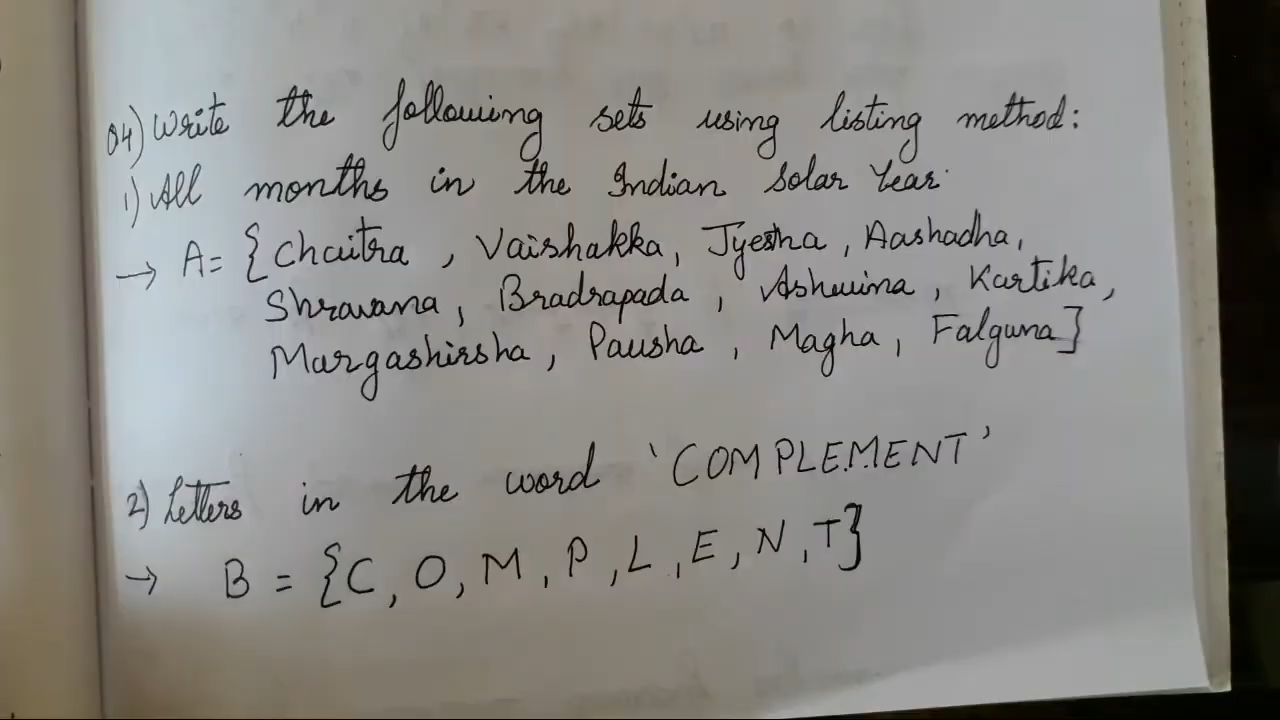 Q4) Write the following sets using listing method:
1) All months in the Indian Solar Year.
→ A= {Chaitra, Vaishakka, Jyestha, Aashadha,
Shravana, Bradrapada, Ashwina, Kartika,
Margashirsha, Pausha, Magha, Falguna}
2) Letters in the word 'COMPLEMENT'
→ B = {C, O, M, P, L, E, N, T}